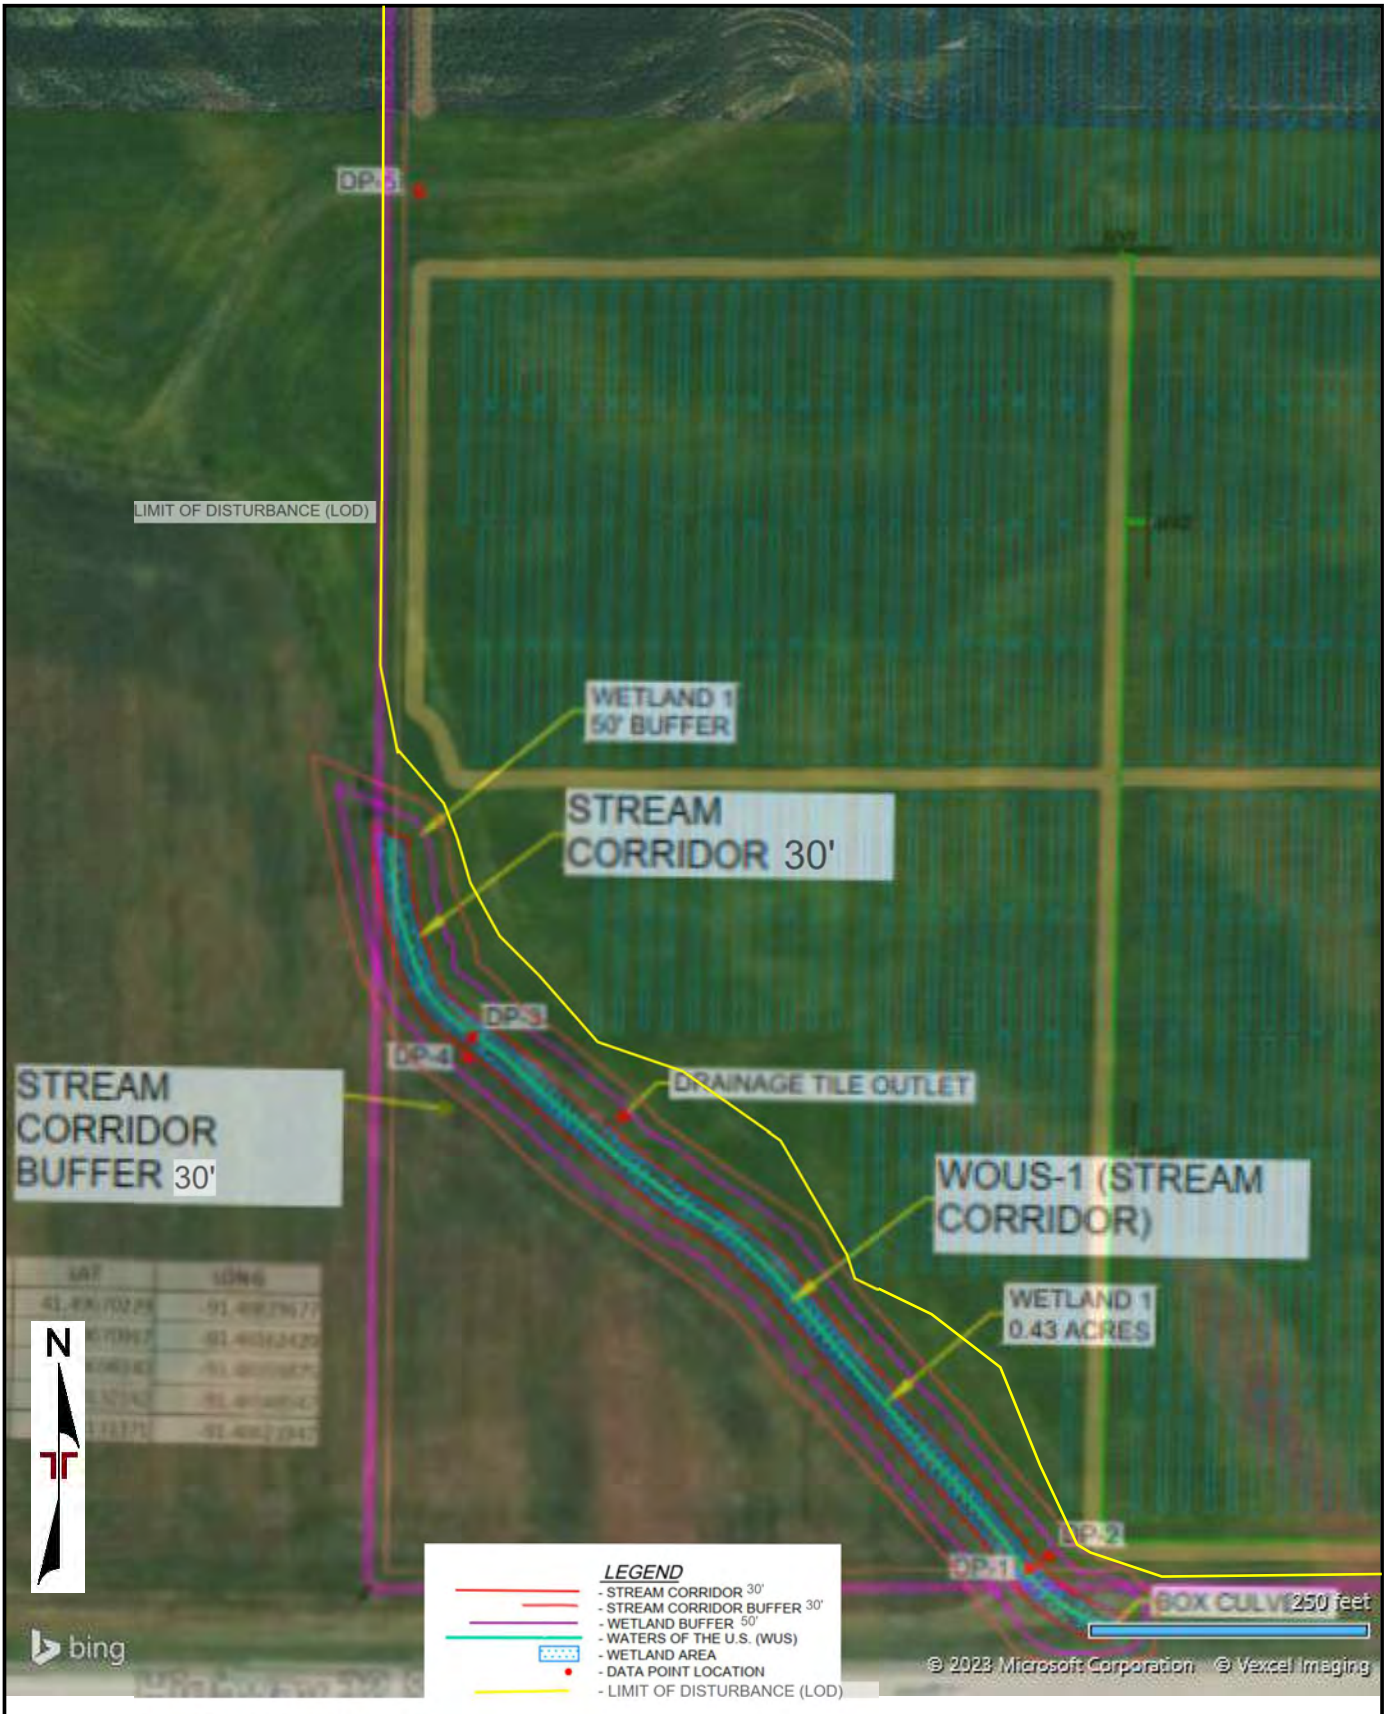 DP-5
LIMIT OF DISTURBANCE (LOD)
WETLAND 1
50' BUFFER
STREAM
CORRIDOR 30'
DP-3
DP-4
STREAM
CORRIDOR
BUFFER 30'
DRAINAGE TILE OUTLET
WOUS-1 (STREAM
CORRIDOR)
LAT LONG
WETLAND 1
0.43 ACRES
N
DP-2
DP-1
BOX
250 feet
LEGEND
- STREAM CORRIDOR 30'
- STREAM CORRIDOR BUFFER 30'
- WETLAND BUFFER 50'
- WATERS OF THE U.S. (WUS)
- WETLAND AREA
- DATA POINT LOCATION
- LIMIT OF DISTURBANCE (LOD)
bing
© 2023 Microsoft Corporation © Vexcel Imaging